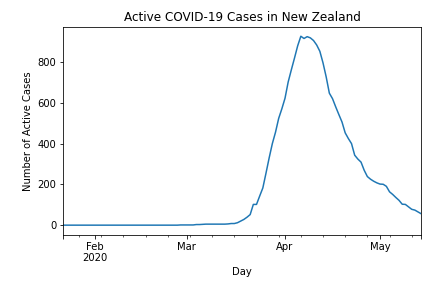 Active COVID-19 Cases in New Zealand
Number of Active Cases
800
600
400
200
0
Feb
2020
Mar
Apr
May
Day